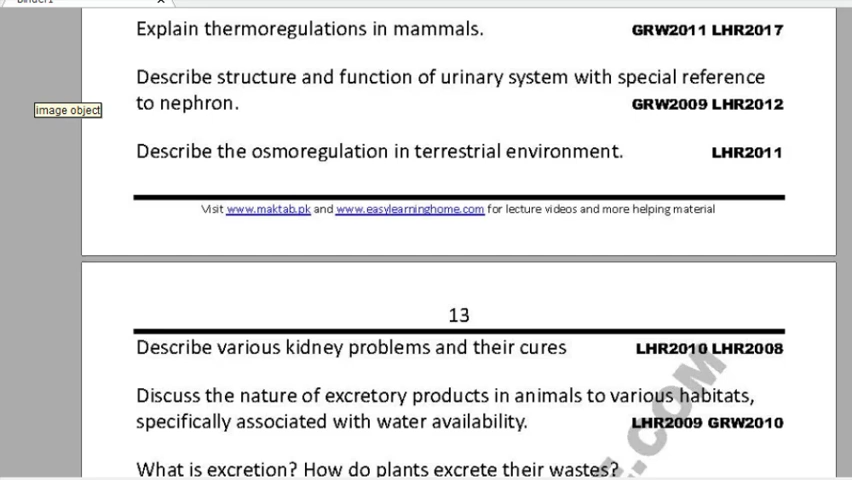 Explain thermoregulations in mammals. GRW2011 LHR2017
Describe structure and function of urinary system with special reference
image object
to nephron. GRW2009 LHR2012
Describe the osmoregulation in terrestrial environment. LHR2011
Visit www.maktab.pk and www.easylearninghome.com for lecture videos and more helping material
13
Describe various kidney problems and their cures LHR2010 LHR2008
Discuss the nature of excretory products in animals to various habitats,
specifically associated with water availability. LHR2009 GRW2010
What is excretion? How do plants excrete their wastes?